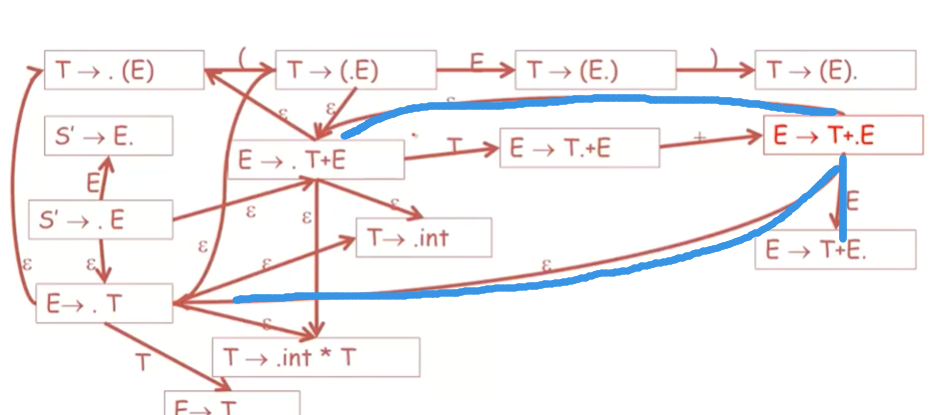 T → . (E)
(
T → (.E)
E
T → (E.)
)
T → (E).
ε
ε
ε
S' → E.
E → . T+E
T
E → T.+E
+
E → T+.E
E
S' → . E
ε
ε
ε
E
T → .int
E → T+E.
ε
ε
ε
ε
ε
E → . T
ε
T → .int * T
T
E → T